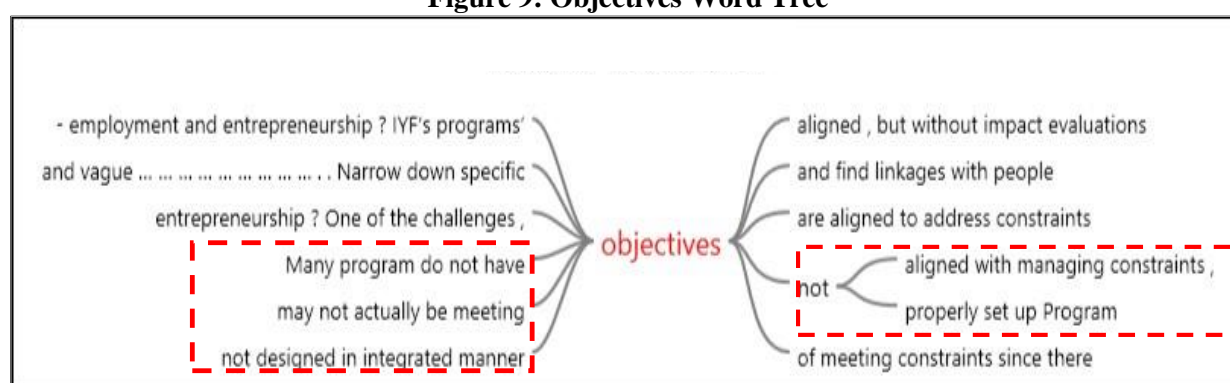 Figure 9: Objectives Word Tree
- employment and entrepreneurship ? IYF's programs'
and vague ... ... ... ... ... ... ... ... ... . . Narrow down specific
entrepreneurship ? One of the challenges ,
Many program do not have
may not actually be meeting
not designed in integrated manner
objectives
aligned , but without impact evaluations
and find linkages with people
are aligned to address constraints
not
aligned with managing constraints ,
properly set up Program
of meeting constraints since there